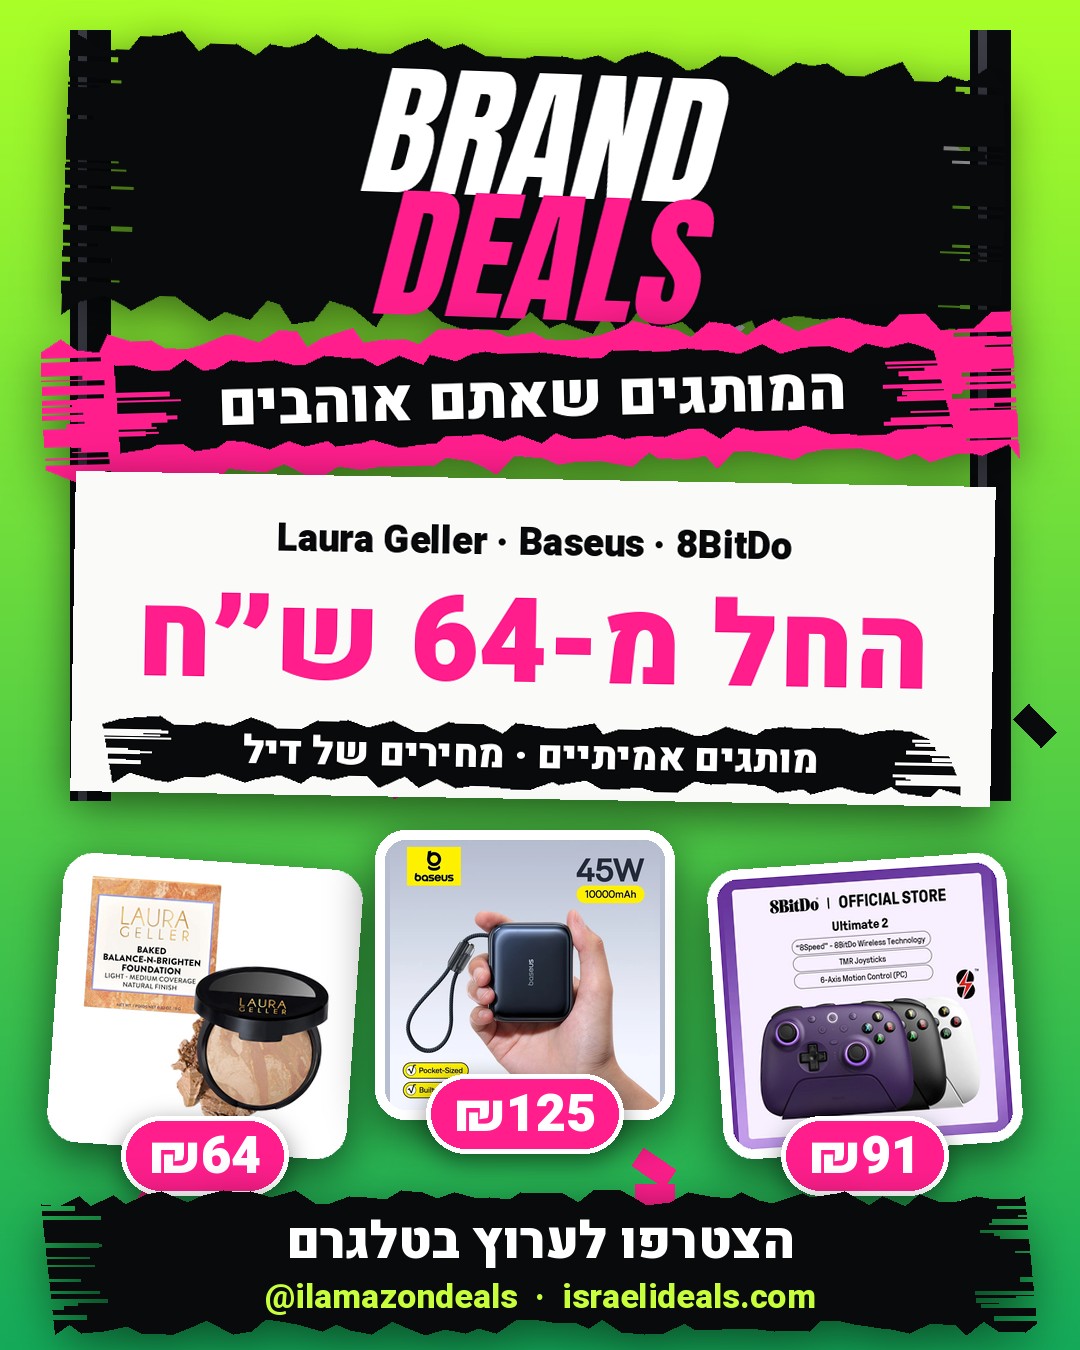 BRAND
DEALS
המותגים שאתם אוהבים
Laura Geller · Baseus · 8BitDo
החל מ-64 ש”ח
מותגים אמיתיים · מחירים של דיל
LAURA
GELLER
BAKED
BALANCE-N-BRIGHTEN
FOUNDATION
LIGHT - MEDIUM COVERAGE
NATURAL FINISH
LAURA
GELLER
₪64
baseus
45W
10000mAh
baseus
Pocket-Sized
Built
₪125
8BitDo | OFFICIAL STORE
Ultimate 2
"8Speed" - 8BitDo Wireless Technology
TMR Joysticks
6-Axis Motion Control (PC)
₪91
הצטרפו לערוץ בטלגרם
@ilamazondeals · israelideals.com